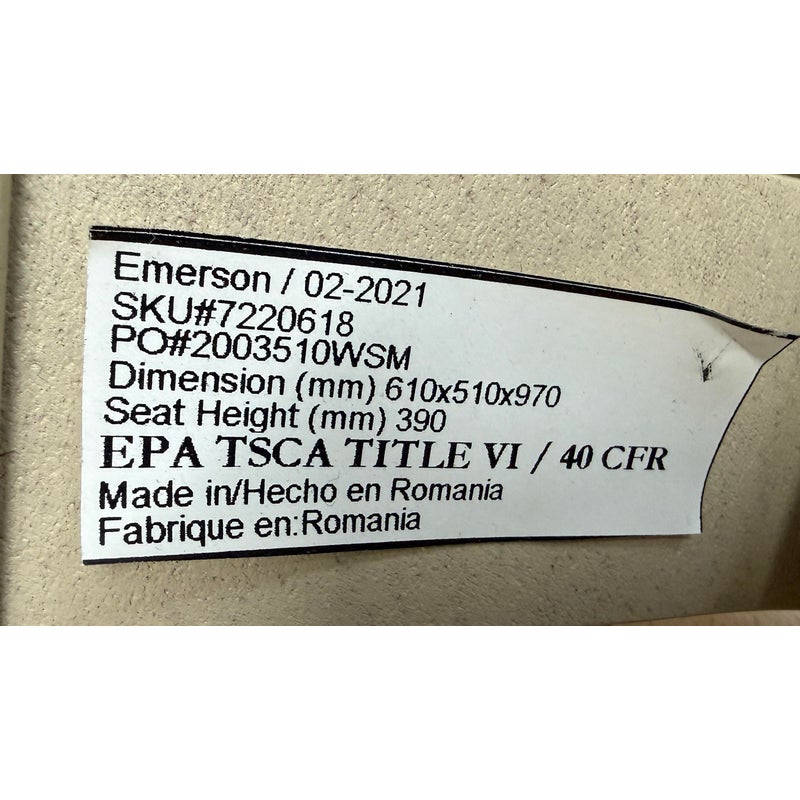 Emerson / 02-2021
SKU#7220618
PO#2003510WSM
Dimension (mm) 610x510x970
Seat Height (mm) 390
EPA TSCA TITLE VI / 40 CFR
Made in/Hecho en Romania
Fabrique en:Romania